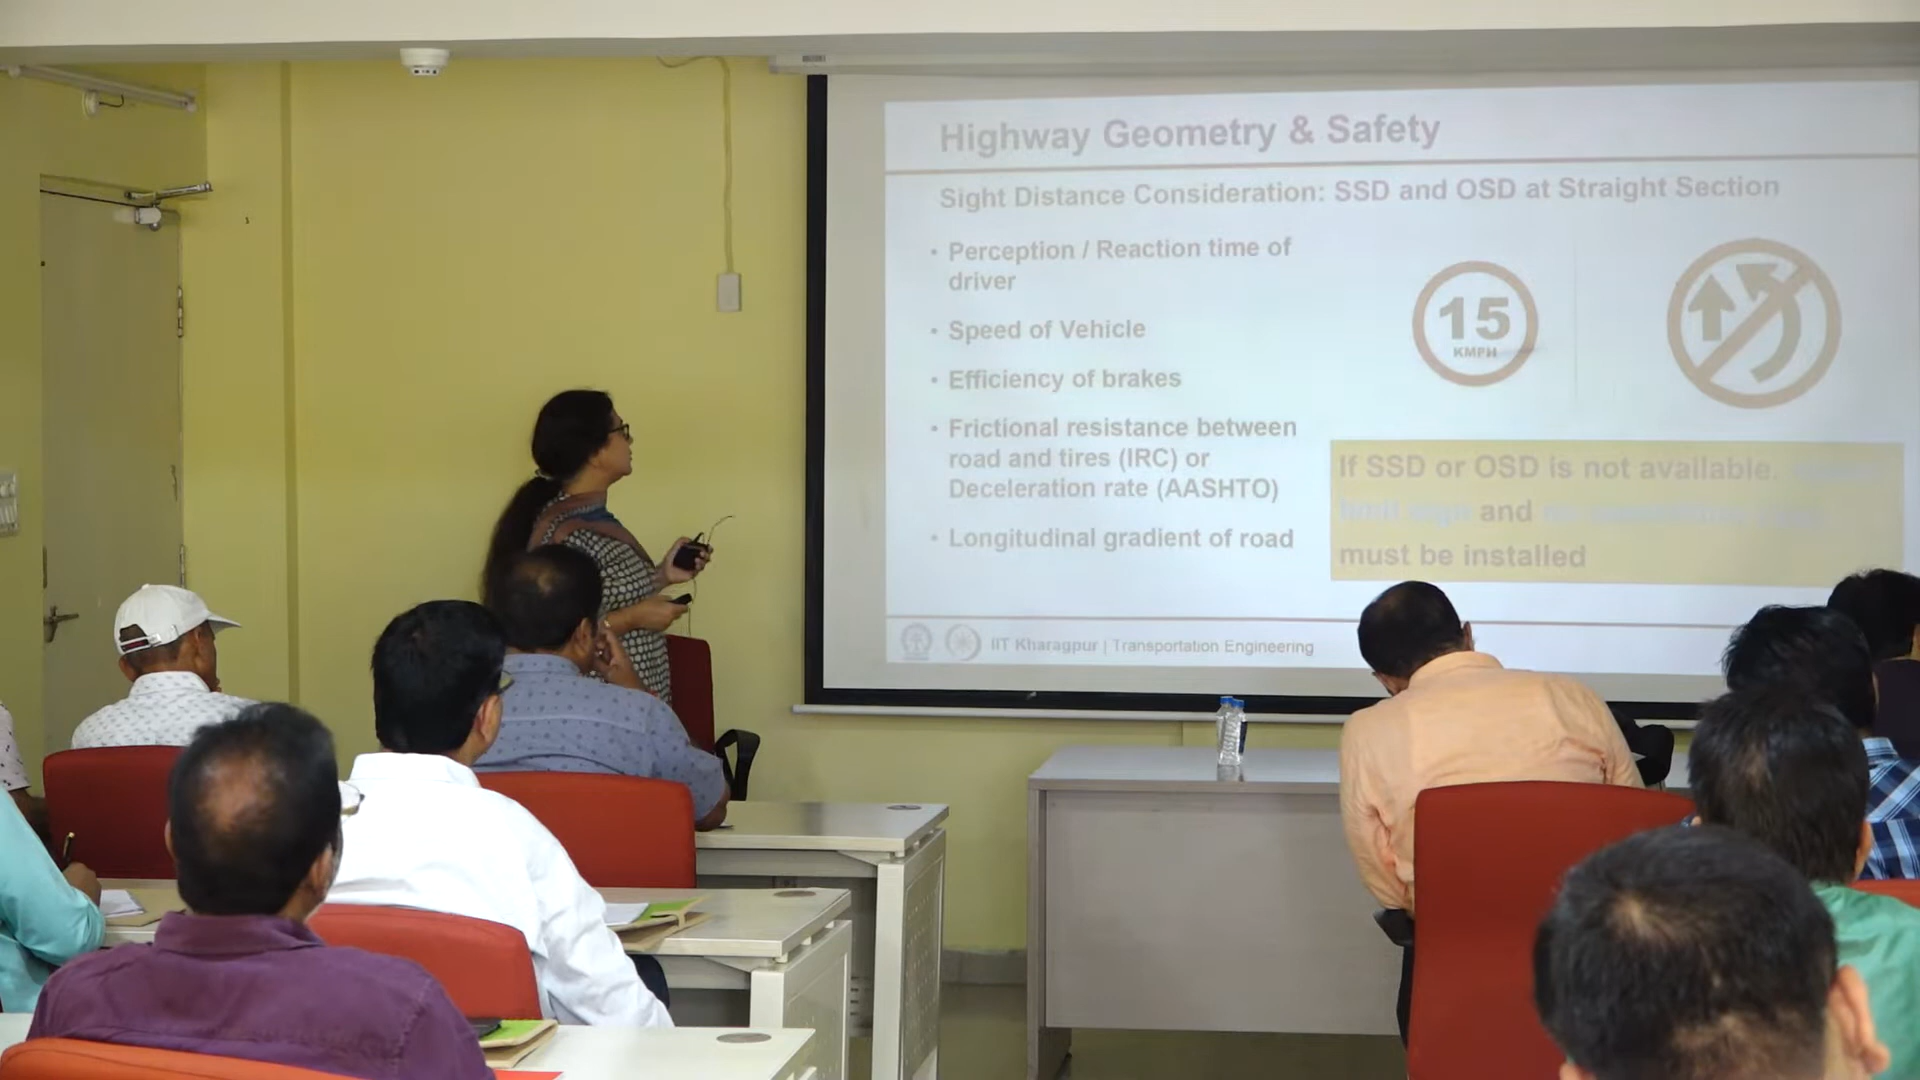 Highway Geometry & Safety
Sight Distance Consideration: SSD and OSD at Straight Section
• Perception / Reaction time of
driver
• Speed of Vehicle
• Efficiency of brakes
• Frictional resistance between
road and tires (IRC) or
Deceleration rate (AASHTO)
• Longitudinal gradient of road
15
KMPH
If SSD or OSD is not available.
limit sign and
must be installed
IIT Kharagpur | Transportation Engineering